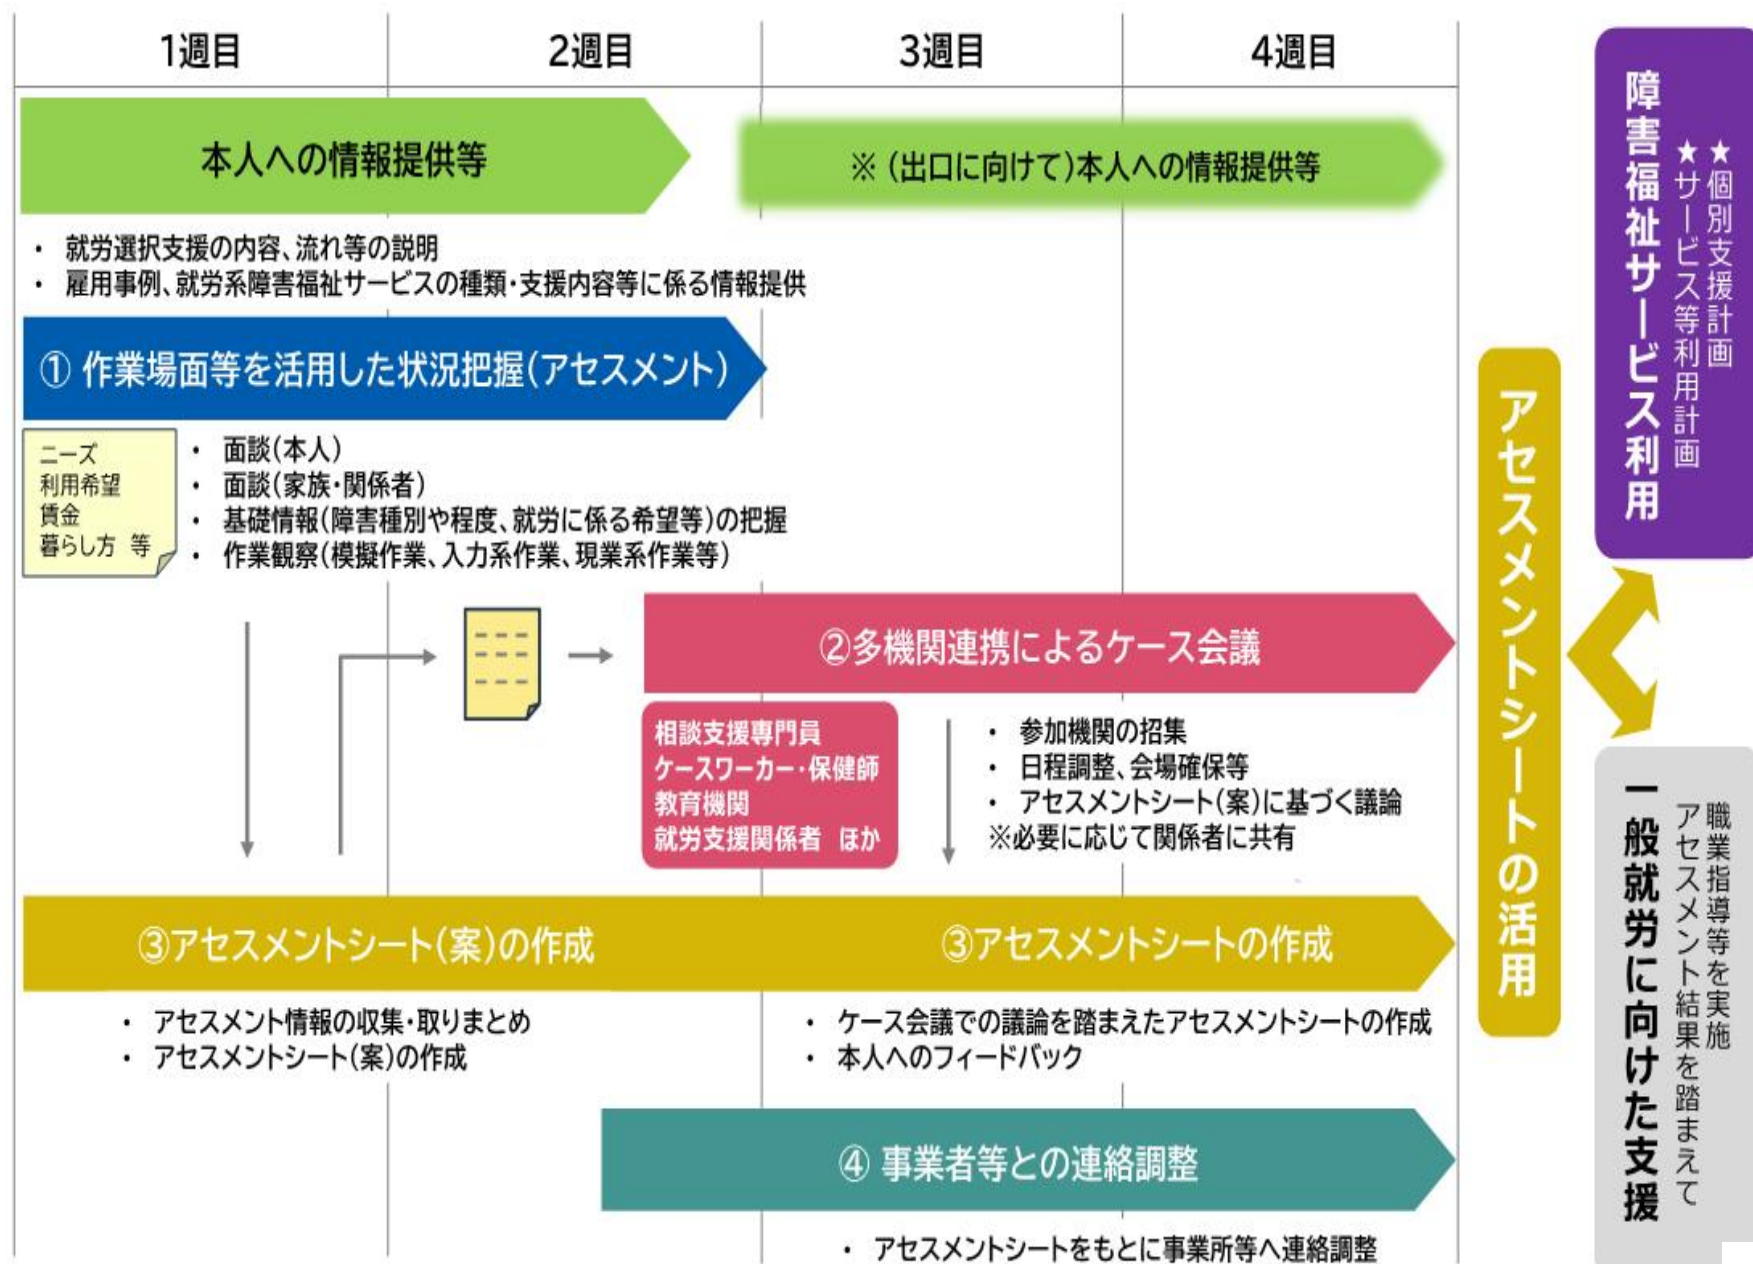 1週目
2週目
3週目
4週目
本人への情報提供等
※ (出口に向けて)本人への情報提供等
・ 就労選択支援の内容、流れ等の説明
・ 雇用事例、就労系障害福祉サービスの種類・支援内容等に係る情報提供
① 作業場面等を活用した状況把握(アセスメント)
ニーズ
利用希望
賃金
暮らし方 等
・ 面談(本人)
・ 面談(家族・関係者)
・ 基礎情報(障害種別や程度、就労に係る希望等)の把握
・ 作業観察(模擬作業、入力系作業、現業系作業等)
②多機関連携によるケース会議
相談支援専門員
ケースワーカー・保健師
教育機関
就労支援関係者 ほか
・ 参加機関の招集
・ 日程調整、会場確保等
・ アセスメントシート(案)に基づく議論
※必要に応じて関係者に共有
③アセスメントシート(案)の作成
③アセスメントシートの作成
・ アセスメント情報の収集・取りまとめ
・ アセスメントシート(案)の作成
・ ケース会議での議論を踏まえたアセスメントシートの作成
・ 本人へのフィードバック
④ 事業者等との連絡調整
・ アセスメントシートをもとに事業所等へ連絡調整
アセスメントシートの活用
障害福祉サービス利用
★個別支援計画
★サービス等利用計画
一般就労に向けた支援
アセスメント結果を踏まえて
職業指導等を実施